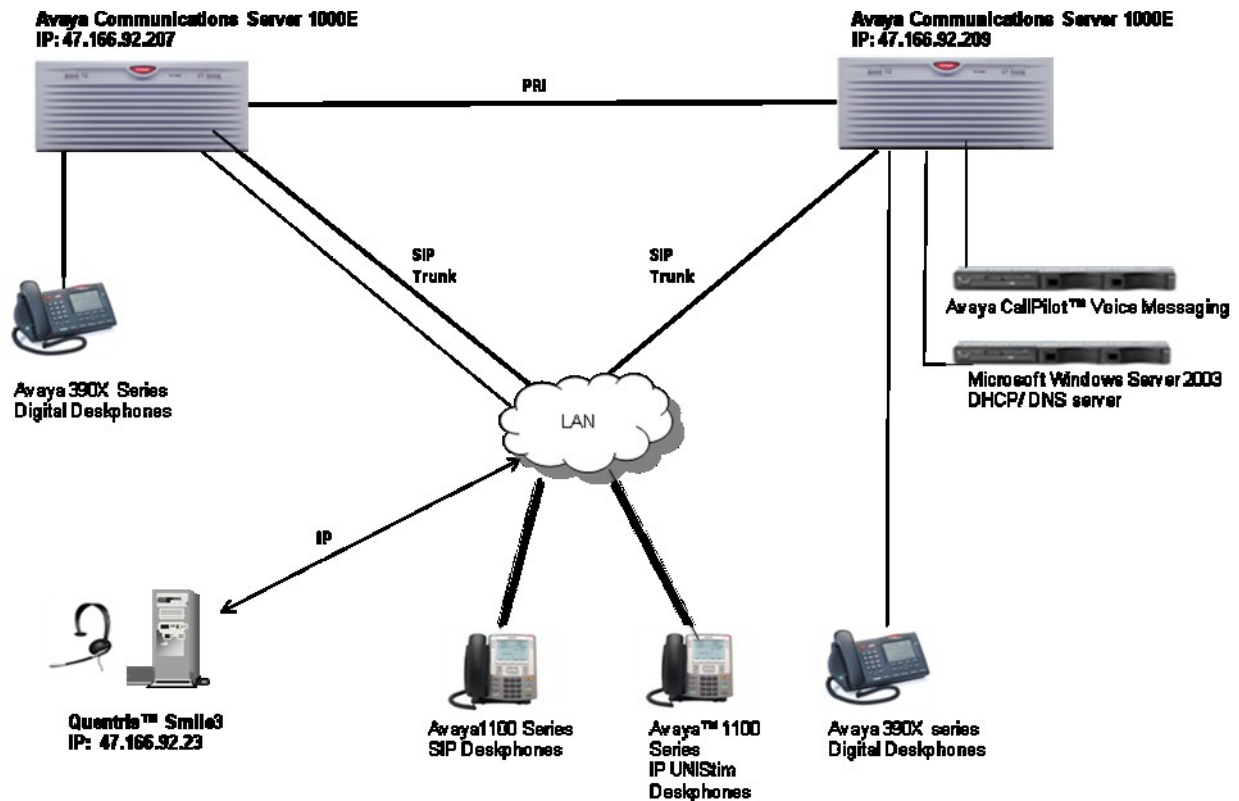 Avaya Communications Server 1000E
IP: 47.166.92.207
Avaya Communications Server 1000E
IP: 47.166.92.209
PRI
SIP
Trunk
SIP
Trunk
Avaya CallPilot™ Voice Messaging
Microsoft Windows Server 2003
DHCP/ DNS server
Avaya 390X Series
Digital Deskphones
LAN
IP
Quentris™ Smile3
IP: 47.166.92.23
Avaya1100 Series
SIP Deskphones
Avaya™ 1100
Series
IP UNIStim
Deskphones
Avaya 390X series
Digital Deskphones